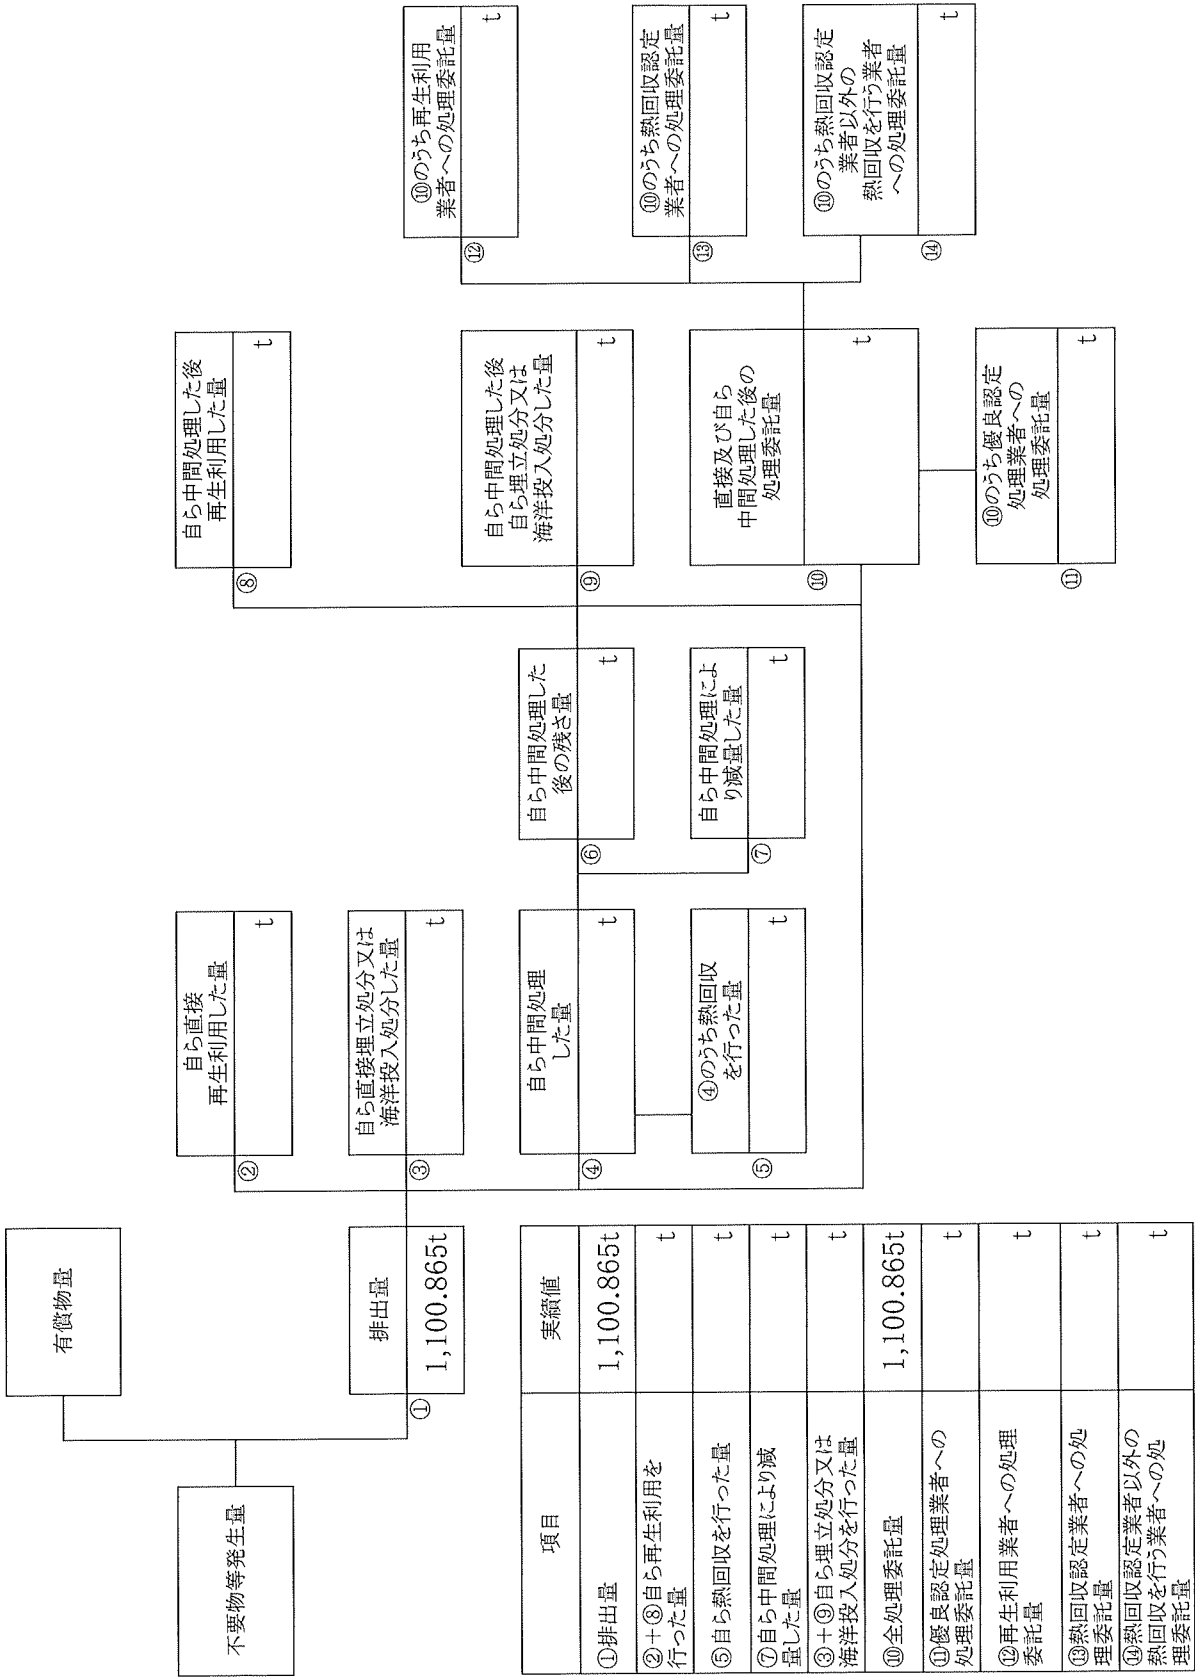 不要物等発生量
有償物量
排出量
①
1,100.865t
自ら直接
再生利用した量
②
t
自ら直接埋立処分又は
海洋投入処分した量
③
t
自ら中間処理
した量
④
t
④のうち熱回収
を行った量
⑤
t
自ら中間処理した
後の残さ量
⑥
t
自ら中間処理によ
り減量した量
⑦
t
自ら中間処理した後
再生利用した量
⑧
t
自ら中間処理した後
自ら埋立処分又は
海洋投入処分した量
⑨
t
直接及び自ら
中間処理した後の
処理委託量
⑩
t
⑩のうち優良認定
処理業者への
処理委託量
⑪
t
⑩のうち再生利用
業者への処理委託量
⑫
t
⑩のうち熱回収認定
業者への処理委託量
⑬
t
⑩のうち熱回収認定
業者以外の
熱回収を行う業者
への処理委託量
⑭
t
項目 実績値
①排出量 1,100.865t
②+⑧自ら再生利用を
行った量
t
⑤自ら熱回収を行った量 t
⑦自ら中間処理により減
量した量
t
③+⑨自ら埋立処分又は
海洋投入処分を行った量
t
⑩全処理委託量 1,100.865t
⑪優良認定処理業者への
処理委託量
t
⑫再生利用業者への処理
委託量
t
⑬熱回収認定業者への処
理委託量
t
⑭熱回収認定業者以外の
熱回収を行う業者への処
理委託量
t